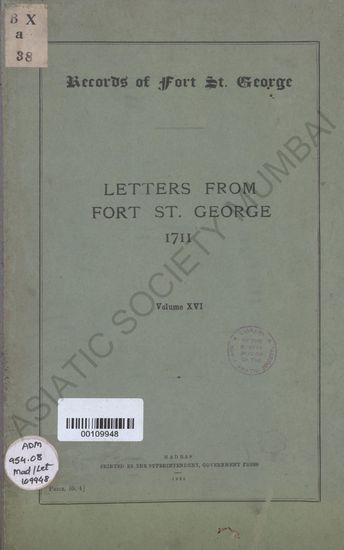 B X
a
38
Records of Fort St. George
LETTERS FROM
FORT ST. GEORGE
1711
Volume XVI
ASIATIC SOCIETY MUMBAI
00109948
ADM
954.08
Mad/Let
109948
MADRAS
PRINTED BY THE SUPERINTENDENT, GOVERNMENT PRESS